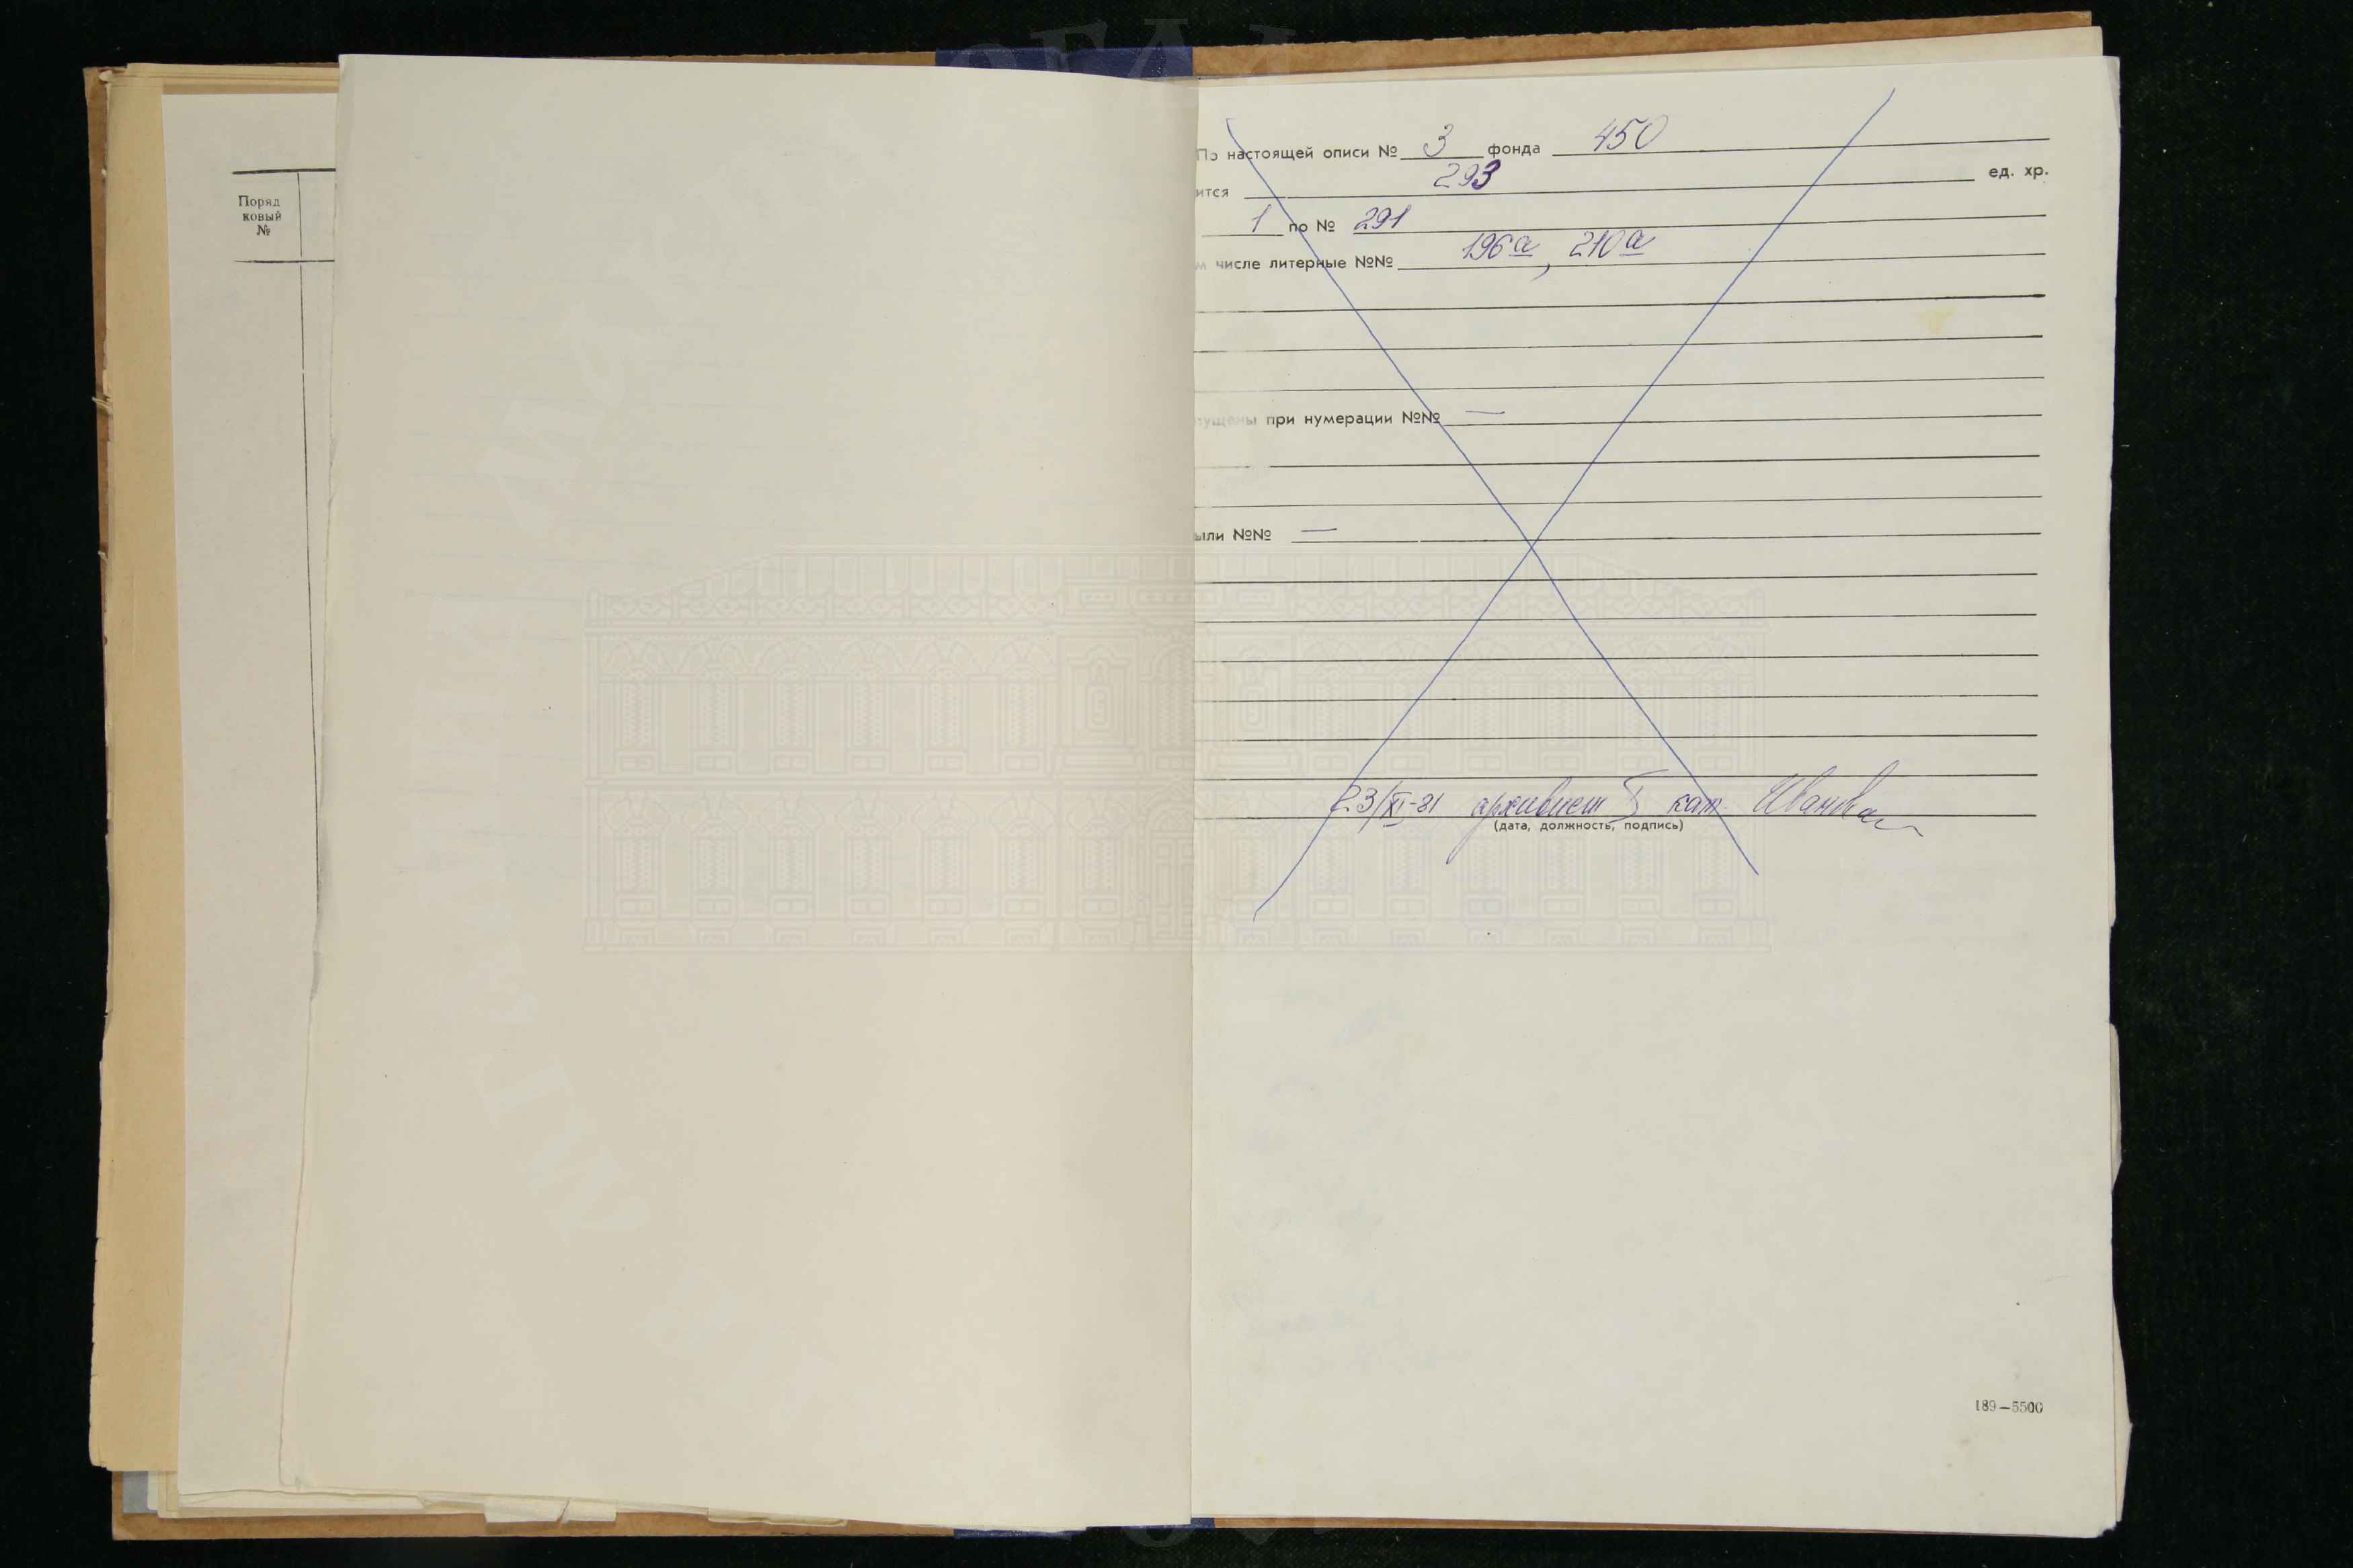 Поряд
ковый
№
По настоящей описи № 3 фонда 450
ится 293 ед. хр.
1 по № 291
м числе литерные №№ 196а, 210а
пущены при нумерации №№ —
ыли №№ —
23/XI-81 архивист I кат. Иванова
(дата, должность, подпись)
189—5500